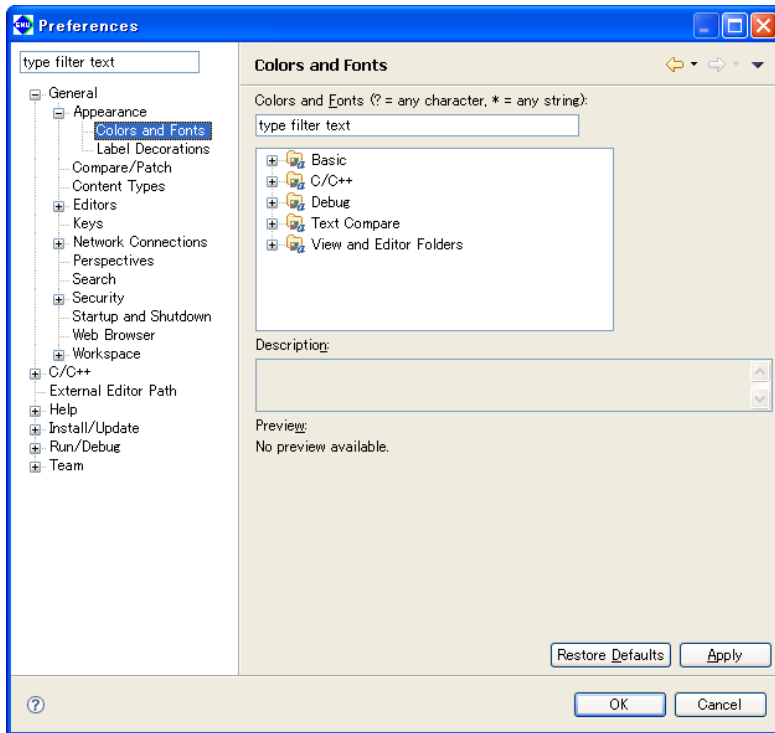 GNU
Preferences
type filter text
General
Appearance
Colors and Fonts
Label Decorations
Compare/Patch
Content Types
Editors
Keys
Network Connections
Perspectives
Search
Security
Startup and Shutdown
Web Browser
Workspace
C/C++
External Editor Path
Help
Install/Update
Run/Debug
Team
Colors and Fonts
Colors and Fonts (? = any character, * = any string):
type filter text
Basic
C/C++
Debug
Text Compare
View and Editor Folders
Description:
Preview:
No preview available.
Restore Defaults Apply
OK Cancel